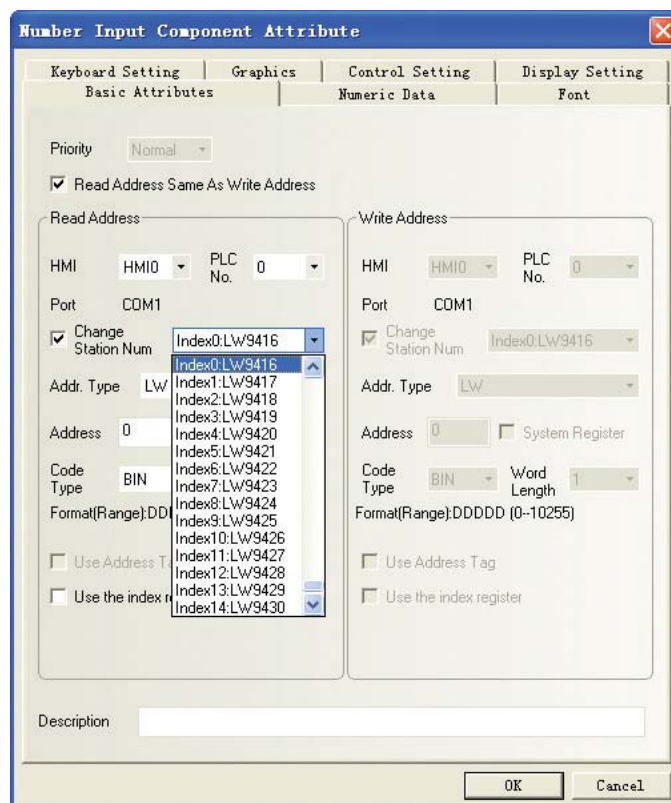 Number Input Component Attribute
Keyboard Setting Graphics Control Setting Display Setting
Basic Attributes Numeric Data Font
Priority Normal
Read Address Same As Write Address
Read Address
HMI HMI0 PLC No. 0
Port COM1
Change Station Num Index0:LW9416
Index0:LW9416
Index1:LW9417
Index2:LW9418
Index3:LW9419
Index4:LW9420
Index5:LW9421
Index6:LW9422
Index7:LW9423
Index8:LW9424
Index9:LW9425
Index10:LW9426
Index11:LW9427
Index12:LW9428
Index13:LW9429
Index14:LW9430
Addr. Type LW
Address 0
Code Type BIN
Format(Range):DD
Use Address T
Use the index r
Write Address
HMI HMI0 PLC No. 0
Port COM1
Change Station Num Index0:LW9416
Addr. Type LW
Address 0 System Register
Code Type BIN Word Length 1
Format(Range):DDDDD (0--10255)
Use Address Tag
Use the index register
Description
OK Cancel